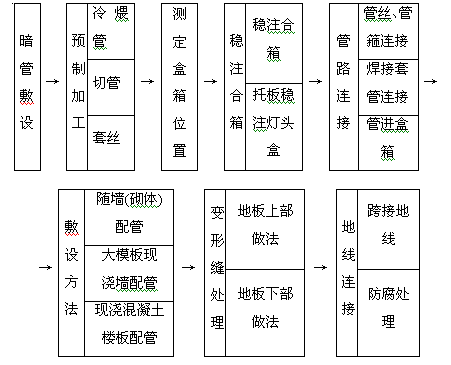 暗管敷设
→
预制加工
冷煨管
切管
套丝
→
测定盒箱位置
→
稳注合箱
稳注合箱
托板稳注灯头盒
→
管路连接
管丝、管箍连接
焊接套管连接
管进盒箱
→
→
敷设方法
随墙(砌体)配管
大模板现浇墙配管
现浇混凝土楼板配管
→
变形缝处理
地板上部做法
地板下部做法
→
地线连接
跨接地线
防腐处理